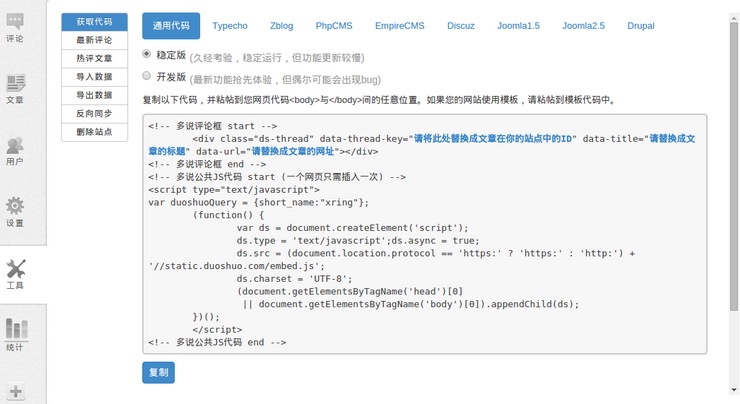 评论
文章
用户
设置
工具
统计
获取代码
最新评论
热评文章
导入数据
导出数据
反向同步
删除站点
通用代码 Typecho Zblog PhpCMS EmpireCMS Discuz Joomla1.5 Joomla2.5 Drupal
稳定版 (久经考验，稳定运行，但功能更新较慢)
开发版 (最新功能抢先体验，但偶尔可能会出现bug)
复制以下代码，并粘帖到您网页代码<body>与</body>间的任意位置。如果您的网站使用模板，请粘帖到模板代码中。
<!-- 多说评论框 start -->
<div class="ds-thread" data-thread-key="请将此处替换成文章在你的站点中的ID" data-title="请替换成文
章的标题" data-url="请替换成文章的网址"></div>
<!-- 多说评论框 end -->
<!-- 多说公共JS代码 start (一个网页只需插入一次) -->
<script type="text/javascript">
var duoshuoQuery = {short_name:"xring"};
(function() {
var ds = document.createElement('script');
ds.type = 'text/javascript';ds.async = true;
ds.src = (document.location.protocol == 'https:' ? 'https:' : 'http:') +
'//static.duoshuo.com/embed.js';
ds.charset = 'UTF-8';
(document.getElementsByTagName('head')[0]
|| document.getElementsByTagName('body')[0]).appendChild(ds);
})();
</script>
<!-- 多说公共JS代码 end -->
复制